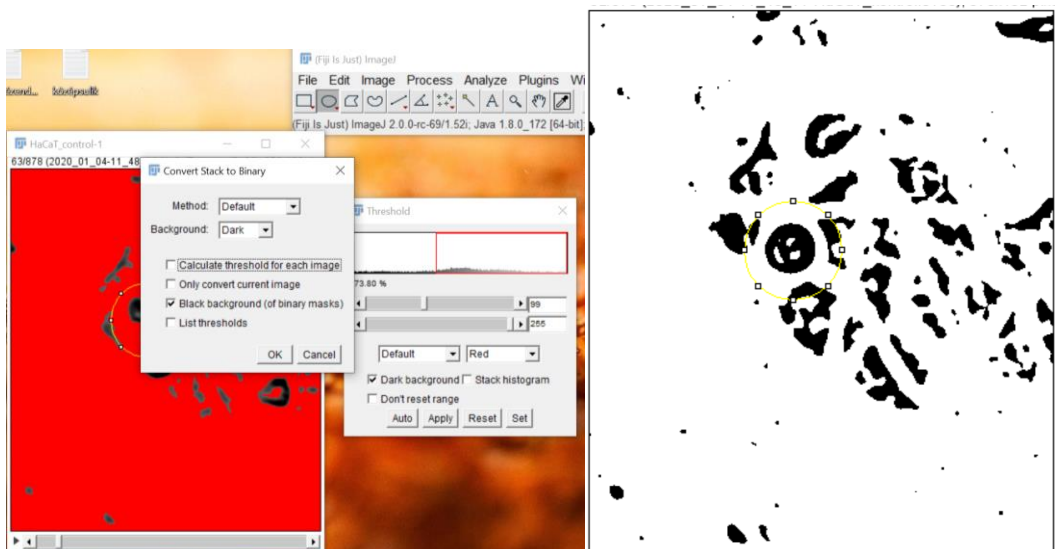 (Fiji Is Just) ImageJ
File Edit Image Process Analyze Plugins Wi
A
(Fiji Is Just) ImageJ 2.0.0-rc-69/1.52i; Java 1.8.0_172 [64-bit];
HaCaT_control-1
63/878 (2020_01_04-11_48
Convert Stack to Binary
Method: Default
Background: Dark
Calculate threshold for each image
Only convert current image
Black background (of binary masks)
List thresholds
OK Cancel
Threshold
73.80 %
99
255
Default Red
Dark background Stack histogram
Don't reset range
Auto Apply Reset Set